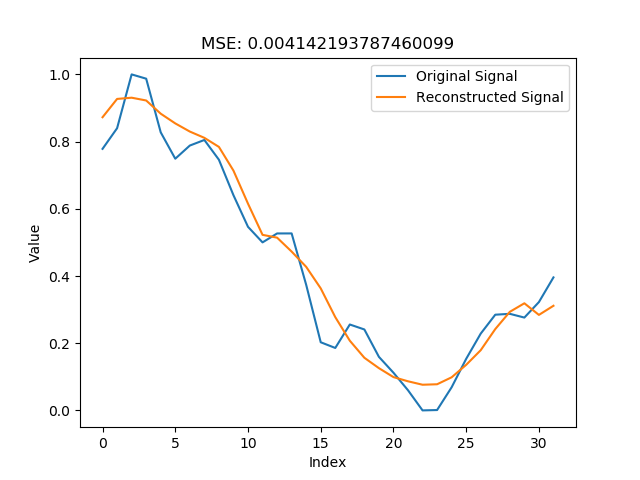 MSE: 0.004142193787460099
Original Signal
Reconstructed Signal
1.0
0.8
0.6
0.4
0.2
0.0
Value
0 5 10 15 20 25 30
Index